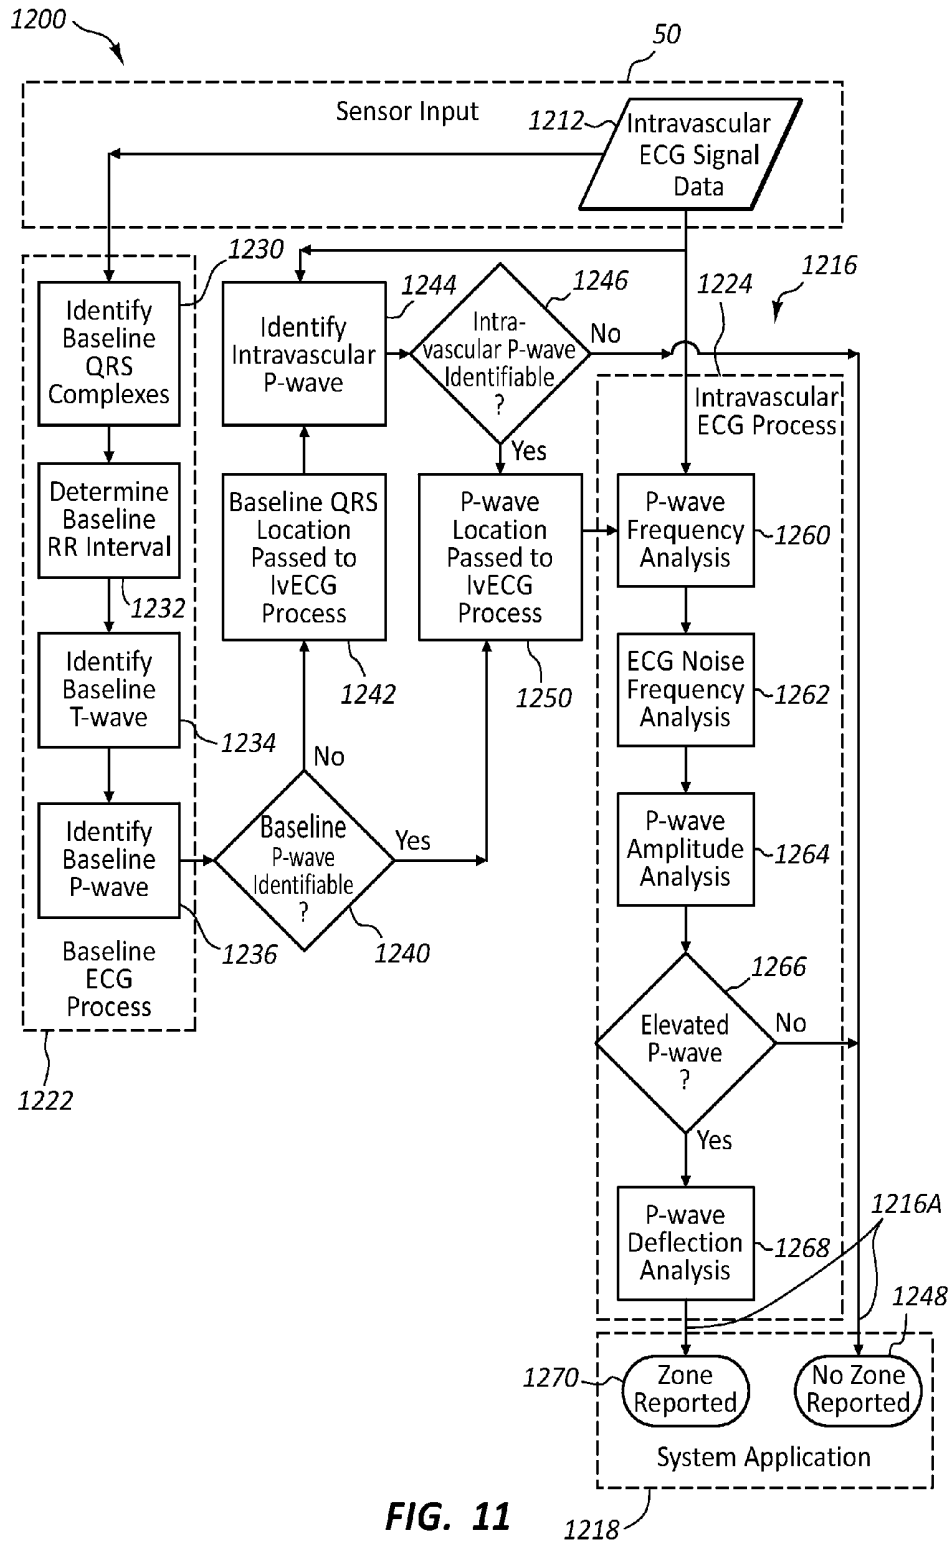 1200
50
Sensor Input
1212
Intravascular
ECG Signal
Data
1230
Identify
Baseline
QRS
Complexes
Determine
Baseline
RR Interval
1232
Identify
Baseline
T-wave
1234
Identify
Baseline
P-wave
1236
Baseline
ECG
Process
1222
Identify
Intravascular
P-wave
1244
Baseline QRS
Location
Passed to
IvECG
Process
1242
No
Baseline
P-wave
Identifiable
?
Yes
1240
Intra-
vascular P-wave
Identifiable
?
1246
No
Yes
P-wave
Location
Passed to
IvECG
Process
1250
1224
1216
Intravascular
ECG Process
P-wave
Frequency
Analysis
1260
ECG Noise
Frequency
Analysis
1262
P-wave
Amplitude
Analysis
1264
Elevated
P-wave
?
1266
No
Yes
P-wave
Deflection
Analysis
1268
1216A
1248
1270
Zone
Reported
No Zone
Reported
System Application
1218
FIG. 11